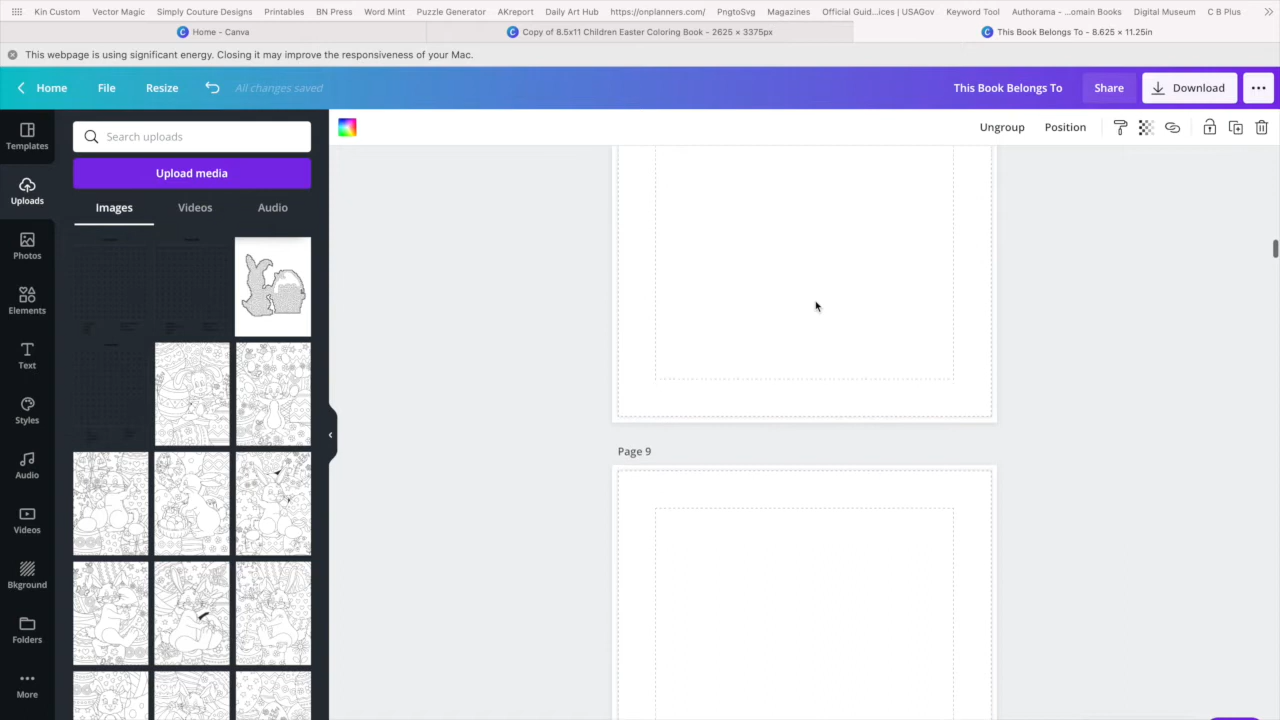 Kin Custom Vector Magic Simply Couture Designs Printables BN Press Word Mint Puzzle Generator AKreport Daily Art Hub https://onplanners.com/ PngtoSvg Magazines Official Guid...ices | USAGov Keyword Tool Authorama - ...omain Books Digital Museum C B Plus
Home - Canva Copy of 8.5x11 Children Easter Coloring Book - 2625 × 3375px This Book Belongs To - 8.625 × 11.25in
This webpage is using significant energy. Closing it may improve the responsiveness of your Mac.
Home File Resize All changes saved This Book Belongs To Share Download
Ungroup Position
Templates
Uploads
Photos
Elements
Text
Styles
Audio
Videos
Bkground
Folders
More
Search uploads
Upload media
Images Videos Audio
Page 9